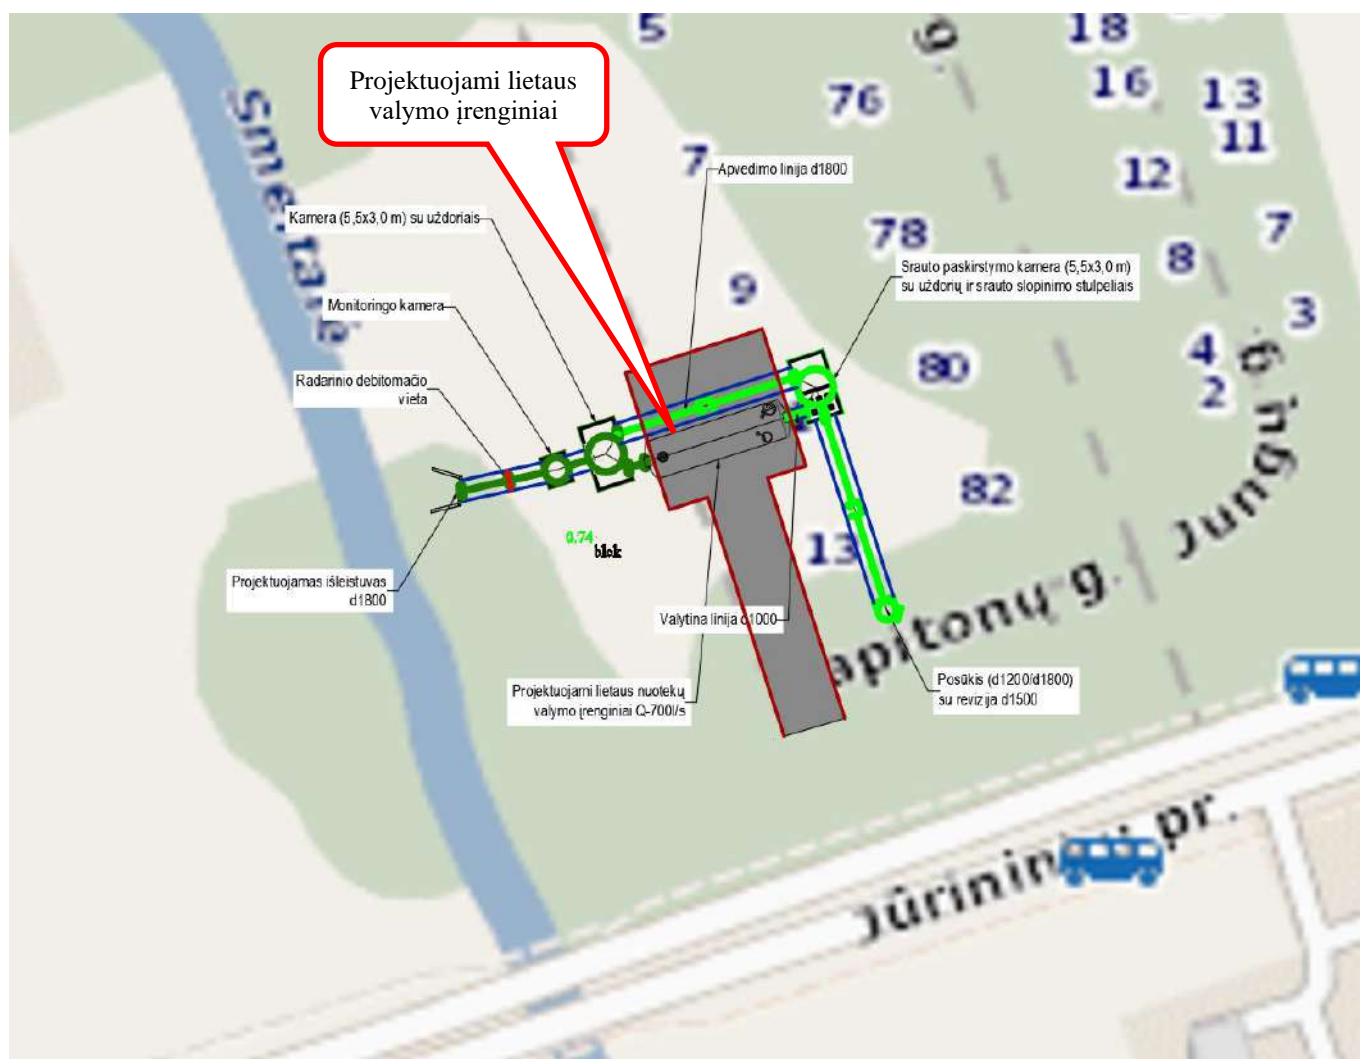 Projektuojami lietaus
valymo įrenginiai
5
g.
18
16
13
11
76
12
7
Apvedimo linija d1800
Smeltarė
Kamera (5,5x3,0 m) su uždoriais
78
7
8
Srauto paskirstymo kamera (5,5x3,0 m)
su uždorių ir srauto slopinimo stulpeliais
9
Monitoringo kamera
3
4
2
80
Radarinio debitomačio
vieta
Jungų g.
82
0.74
blek
13
Projektuojamas išleistuvas
d1800
Valytina linija d1000
apitonų g.
Projektuojami lietaus nuotekų
valymo įrenginiai Q-700l/s
Posūkis (d1200/d1800)
su revizija d1500
Jūrininkų pr.